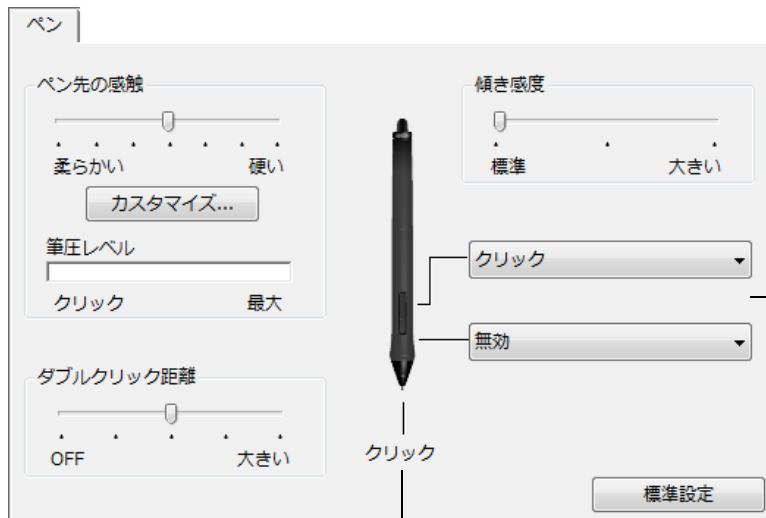 ペン
ペン先の感触
柔らかい 硬い
カスタマイズ...
筆圧レベル
クリック 最大
ダブルクリック距離
OFF 大きい
傾き感度
標準 大きい
クリック
無効
クリック
標準設定